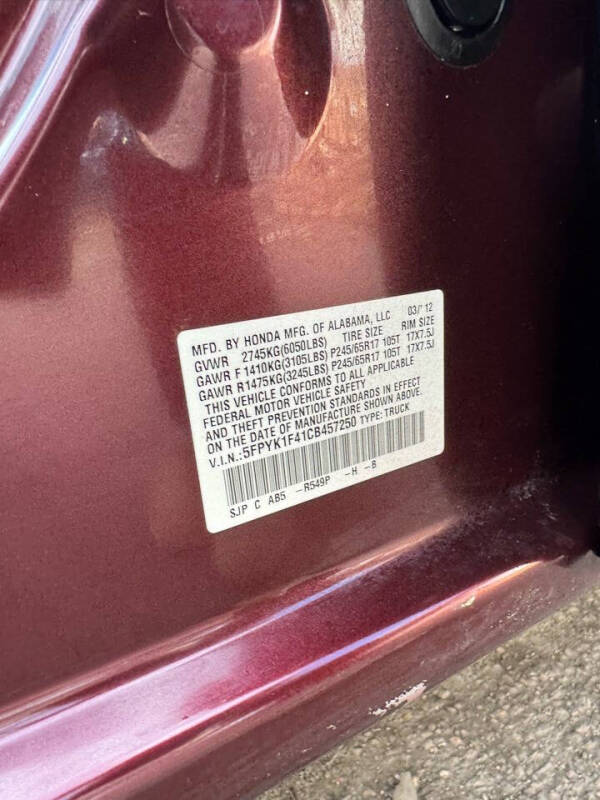 MFD. BY HONDA MFG. OF ALABAMA, LLC 03/'12
GVWR 2745KG(6050LBS) TIRE SIZE RIM SIZE
GAWR F 1410KG(3105LBS) P245/65R17 105T 17X7.5J
GAWR R1475KG(3245LBS) P245/65R17 105T 17X7.5J
THIS VEHICLE CONFORMS TO ALL APPLICABLE
FEDERAL MOTOR VEHICLE SAFETY
AND THEFT PREVENTION STANDARDS IN EFFECT
ON THE DATE OF MANUFACTURE SHOWN ABOVE.
V.I.N.:5FPYK1F41CB457250 TYPE: TRUCK
SJP C AB5 -R549P -H -B